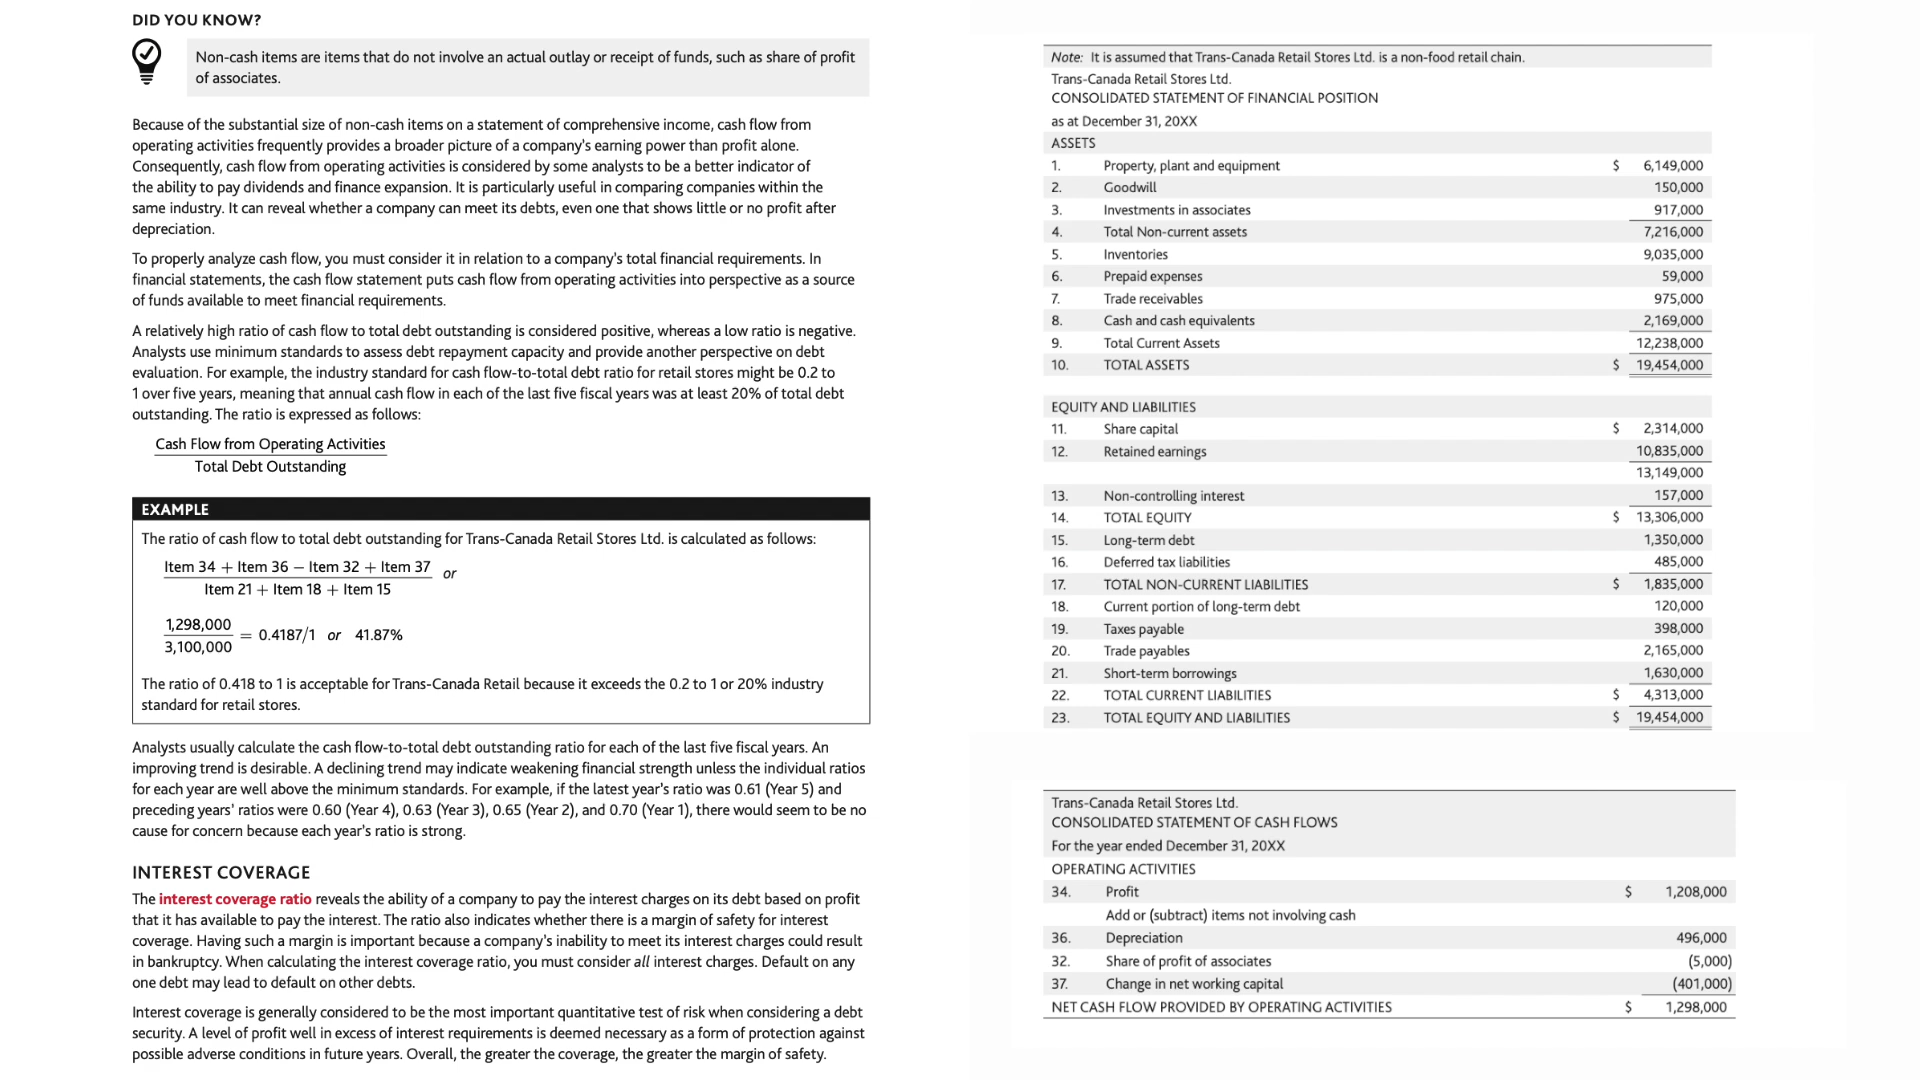 DID YOU KNOW?
Non-cash items are items that do not involve an actual outlay or receipt of funds, such as share of profit
of associates.
Because of the substantial size of non-cash items on a statement of comprehensive income, cash flow from
operating activities frequently provides a broader picture of a company's earning power than profit alone.
Consequently, cash flow from operating activities is considered by some analysts to be a better indicator of
the ability to pay dividends and finance expansion. It is particularly useful in comparing companies within the
same industry. It can reveal whether a company can meet its debts, even one that shows little or no profit after
depreciation.
To properly analyze cash flow, you must consider it in relation to a company's total financial requirements. In
financial statements, the cash flow statement puts cash flow from operating activities into perspective as a source
of funds available to meet financial requirements.
A relatively high ratio of cash flow to total debt outstanding is considered positive, whereas a low ratio is negative.
Analysts use minimum standards to assess debt repayment capacity and provide another perspective on debt
evaluation. For example, the industry standard for cash flow-to-total debt ratio for retail stores might be 0.2 to
1 over five years, meaning that annual cash flow in each of the last five fiscal years was at least 20% of total debt
outstanding. The ratio is expressed as follows:
Cash Flow from Operating Activities
Total Debt Outstanding
EXAMPLE
The ratio of cash flow to total debt outstanding for Trans-Canada Retail Stores Ltd. is calculated as follows:
Item 34 + Item 36 − Item 32 + Item 37 or
Item 21 + Item 18 + Item 15
1,298,000
= 0.4187/1 or 41.87%
3,100,000
The ratio of 0.418 to 1 is acceptable for Trans-Canada Retail because it exceeds the 0.2 to 1 or 20% industry
standard for retail stores.
Analysts usually calculate the cash flow-to-total debt outstanding ratio for each of the last five fiscal years. An
improving trend is desirable. A declining trend may indicate weakening financial strength unless the individual ratios
for each year are well above the minimum standards. For example, if the latest year's ratio was 0.61 (Year 5) and
preceding years' ratios were 0.60 (Year 4), 0.63 (Year 3), 0.65 (Year 2), and 0.70 (Year 1), there would seem to be no
cause for concern because each year's ratio is strong.
INTEREST COVERAGE
The interest coverage ratio reveals the ability of a company to pay the interest charges on its debt based on profit
that it has available to pay the interest. The ratio also indicates whether there is a margin of safety for interest
coverage. Having such a margin is important because a company's inability to meet its interest charges could result
in bankruptcy. When calculating the interest coverage ratio, you must consider all interest charges. Default on any
one debt may lead to default on other debts.
Interest coverage is generally considered to be the most important quantitative test of risk when considering a debt
security. A level of profit well in excess of interest requirements is deemed necessary as a form of protection against
possible adverse conditions in future years. Overall, the greater the coverage, the greater the margin of safety.
Note: It is assumed that Trans-Canada Retail Stores Ltd. is a non-food retail chain.
Trans-Canada Retail Stores Ltd.
CONSOLIDATED STATEMENT OF FINANCIAL POSITION
as at December 31, 20XX
ASSETS
1. Property, plant and equipment $ 6,149,000
2. Goodwill 150,000
3. Investments in associates 917,000
4. Total Non-current assets 7,216,000
5. Inventories 9,035,000
6. Prepaid expenses 59,000
7. Trade receivables 975,000
8. Cash and cash equivalents 2,169,000
9. Total Current Assets 12,238,000
10. TOTAL ASSETS $ 19,454,000
EQUITY AND LIABILITIES
11. Share capital $ 2,314,000
12. Retained earnings 10,835,000
13,149,000
13. Non-controlling interest 157,000
14. TOTAL EQUITY $ 13,306,000
15. Long-term debt 1,350,000
16. Deferred tax liabilities 485,000
17. TOTAL NON-CURRENT LIABILITIES $ 1,835,000
18. Current portion of long-term debt 120,000
19. Taxes payable 398,000
20. Trade payables 2,165,000
21. Short-term borrowings 1,630,000
22. TOTAL CURRENT LIABILITIES $ 4,313,000
23. TOTAL EQUITY AND LIABILITIES $ 19,454,000
Trans-Canada Retail Stores Ltd.
CONSOLIDATED STATEMENT OF CASH FLOWS
For the year ended December 31, 20XX
OPERATING ACTIVITIES
34. Profit $ 1,208,000
Add or (subtract) items not involving cash
36. Depreciation 496,000
32. Share of profit of associates (5,000)
37. Change in net working capital (401,000)
NET CASH FLOW PROVIDED BY OPERATING ACTIVITIES $ 1,298,000